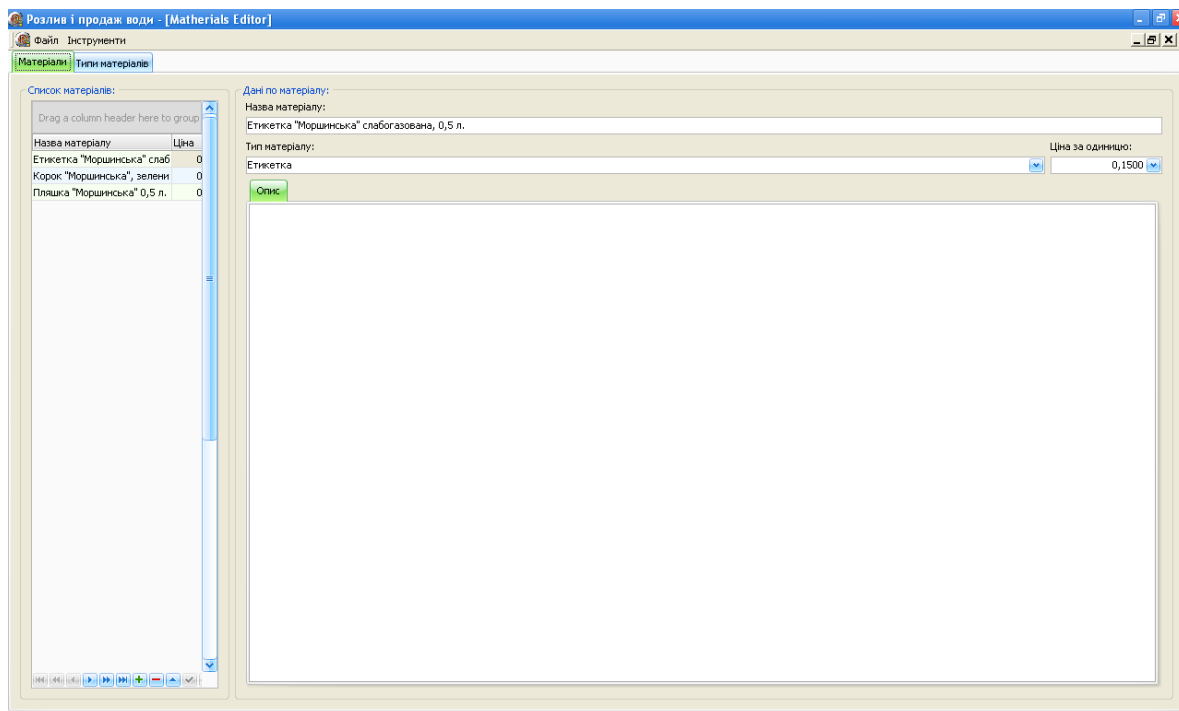 Розлив і продаж води - [Matherials Editor]
Файл Інструменти
Матеріали Типи матеріалів
Список матеріалів:
Drag a column header here to group
Назва матеріалу Ціна
Етикетка "Моршинська" слаб 0
Корок "Моршинська", зелени 0
Пляшка "Моршинська" 0,5 л. 0
Дані по матеріалу:
Назва матеріалу:
Етикетка "Моршинська" слабогазована, 0,5 л.
Тип матеріалу: Ціна за одиницю:
Етикетка 0,1500
Опис